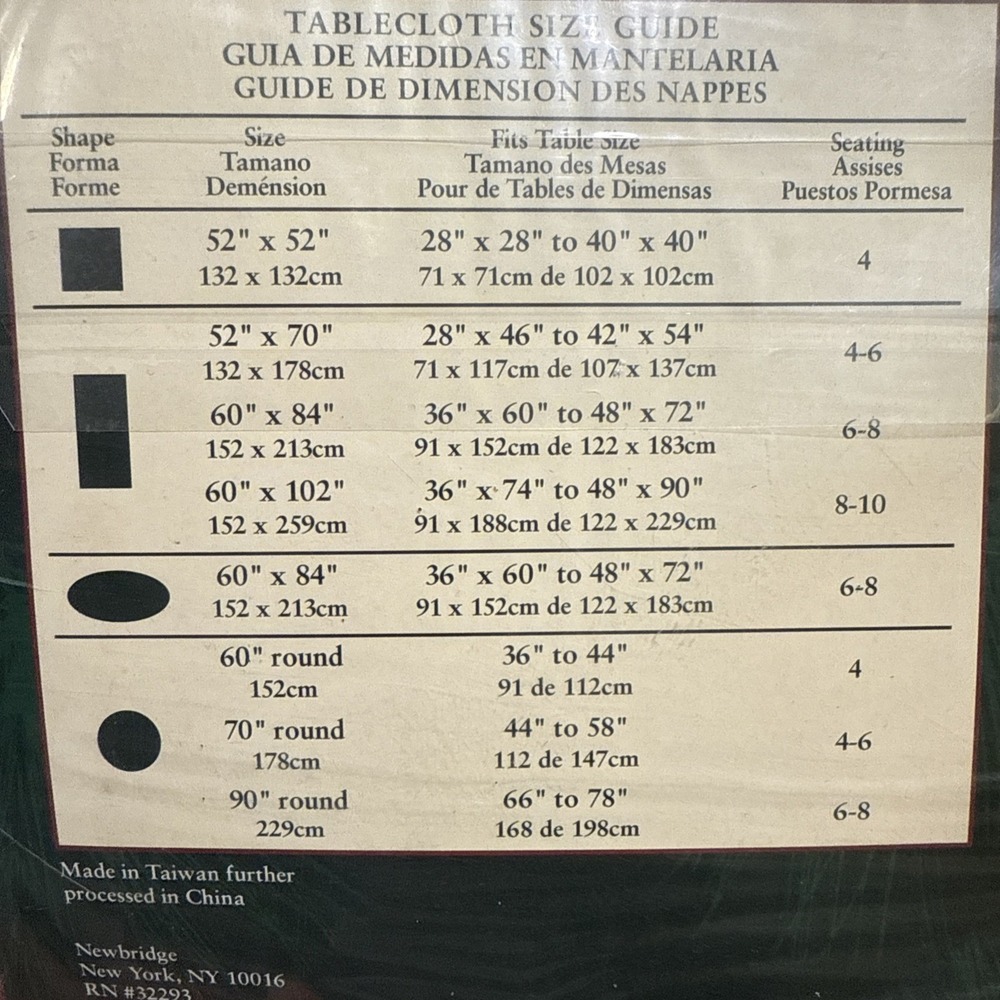 TABLECLOTH SIZE GUIDE
GUIA DE MEDIDAS EN MANTELARIA
GUIDE DE DIMENSION DES NAPPES
Shape Size Fits Table Size Seating
Forma Tamano Tamano des Mesas Assises
Forme Deménsion Pour de Tables de Dimensas Puestos Pormesa
52" x 52" 28" x 28" to 40" x 40" 4
132 x 132cm 71 x 71cm de 102 x 102cm
52" x 70" 28" x 46" to 42" x 54" 4-6
132 x 178cm 71 x 117cm de 107 x 137cm
60" x 84" 36" x 60" to 48" x 72" 6-8
152 x 213cm 91 x 152cm de 122 x 183cm
60" x 102" 36" x 74" to 48" x 90" 8-10
152 x 259cm 91 x 188cm de 122 x 229cm
60" x 84" 36" x 60" to 48" x 72" 6-8
152 x 213cm 91 x 152cm de 122 x 183cm
60" round 36" to 44" 4
152cm 91 de 112cm
70" round 44" to 58" 4-6
178cm 112 de 147cm
90" round 66" to 78" 6-8
229cm 168 de 198cm
Made in Taiwan further
processed in China
Newbridge
New York, NY 10016
RN #32293